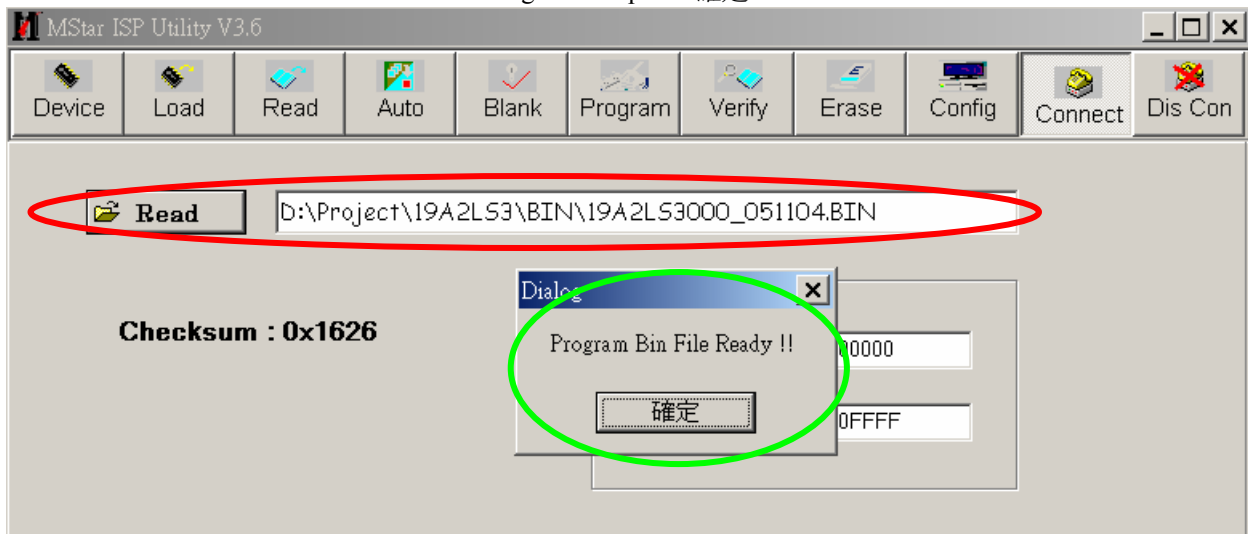 MStar ISP Utility V3.6
Device Load Read Auto Blank Program Verify Erase Config Connect Dis Con
Read D:\Project\19A2LS3\BIN\19A2LS3000_051104.BIN
Dialog
Checksum : 0x1626
Program Bin File Ready !!
00000
確定
0FFFF